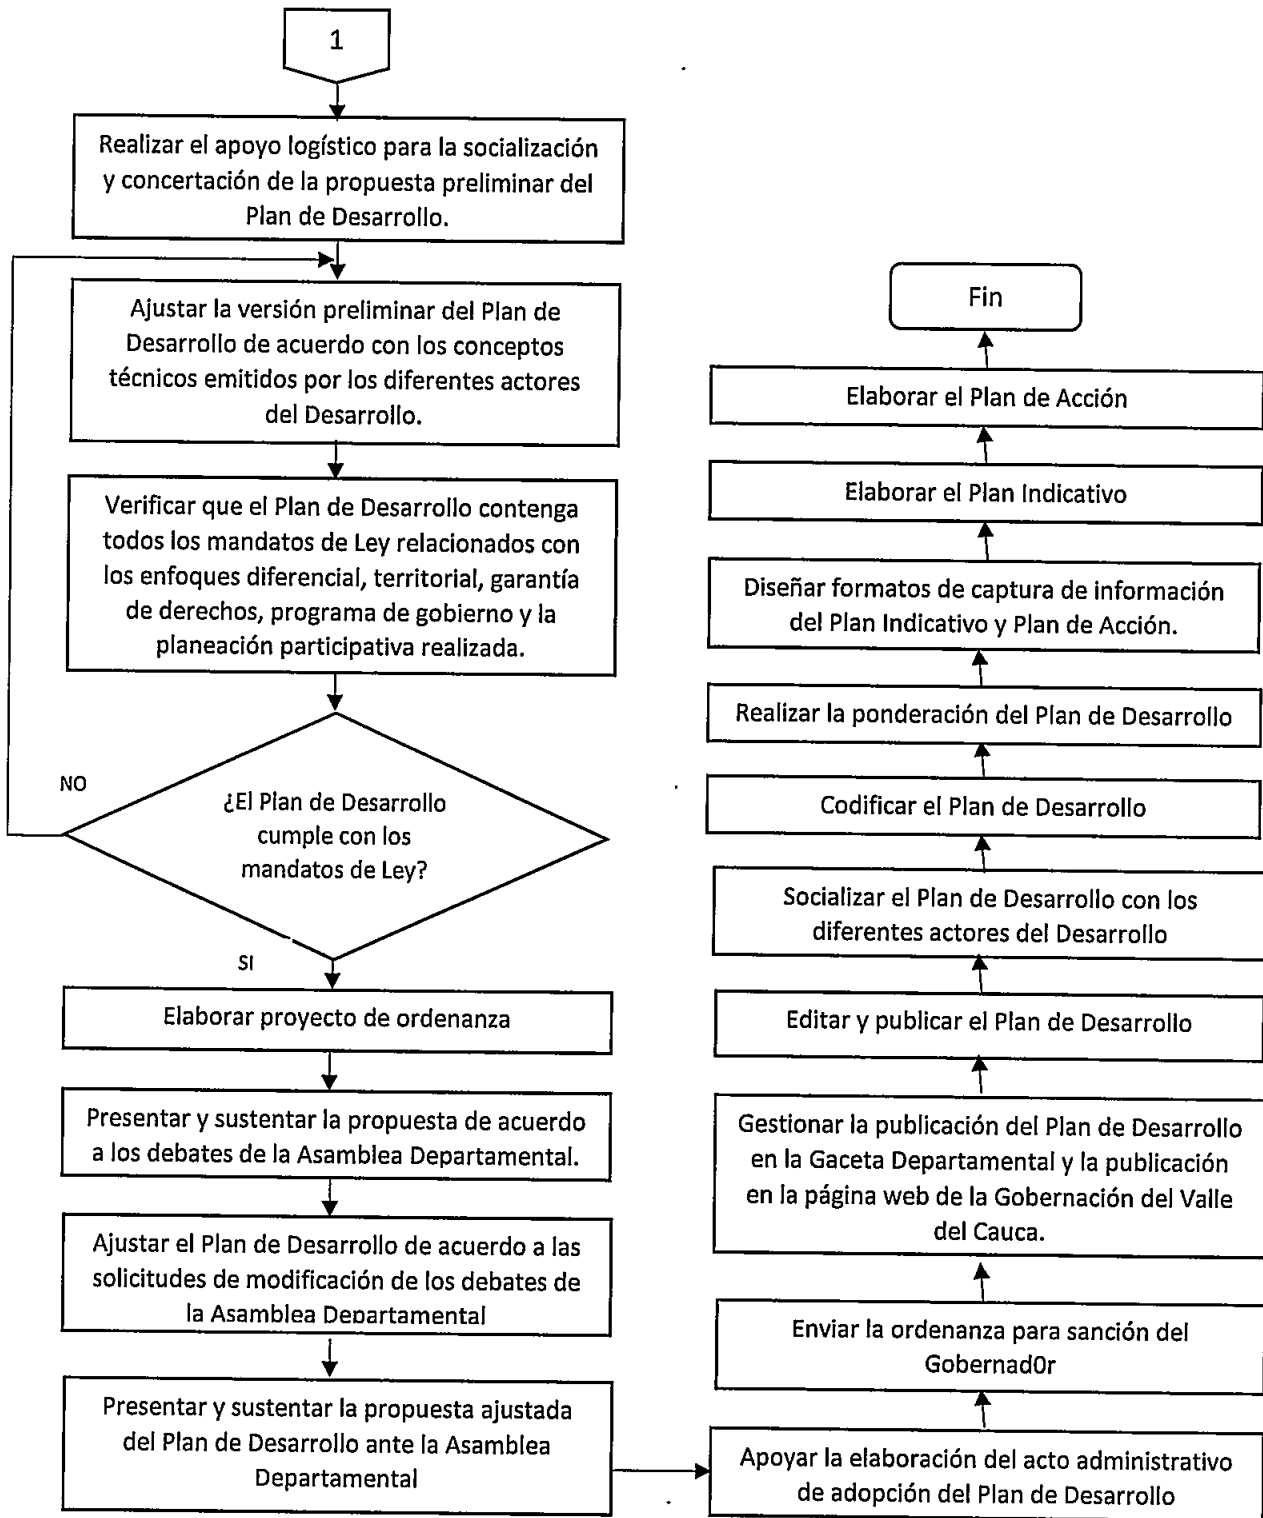 1
Realizar el apoyo logístico para la socialización
y concertación de la propuesta preliminar del
Plan de Desarrollo.
Ajustar la versión preliminar del Plan de
Desarrollo de acuerdo con los conceptos
técnicos emitidos por los diferentes actores
del Desarrollo.
Verificar que el Plan de Desarrollo contenga
todos los mandatos de Ley relacionados con
los enfoques diferencial, territorial, garantía
de derechos, programa de gobierno y la
planeación participativa realizada.
NO
¿El Plan de Desarrollo
cumple con los
mandatos de Ley?
SI
Elaborar proyecto de ordenanza
Presentar y sustentar la propuesta de acuerdo
a los debates de la Asamblea Departamental.
Ajustar el Plan de Desarrollo de acuerdo a las
solicitudes de modificación de los debates de
la Asamblea Departamental
Presentar y sustentar la propuesta ajustada
del Plan de Desarrollo ante la Asamblea
Departamental
Apoyar la elaboración del acto administrativo
de adopción del Plan de Desarrollo
Enviar la ordenanza para sanción del
Gobernad0r
Gestionar la publicación del Plan de Desarrollo
en la Gaceta Departamental y la publicación
en la página web de la Gobernación del Valle
del Cauca.
Editar y publicar el Plan de Desarrollo
Socializar el Plan de Desarrollo con los
diferentes actores del Desarrollo
Codificar el Plan de Desarrollo
Realizar la ponderación del Plan de Desarrollo
Diseñar formatos de captura de información
del Plan Indicativo y Plan de Acción.
Elaborar el Plan Indicativo
Elaborar el Plan de Acción
Fin